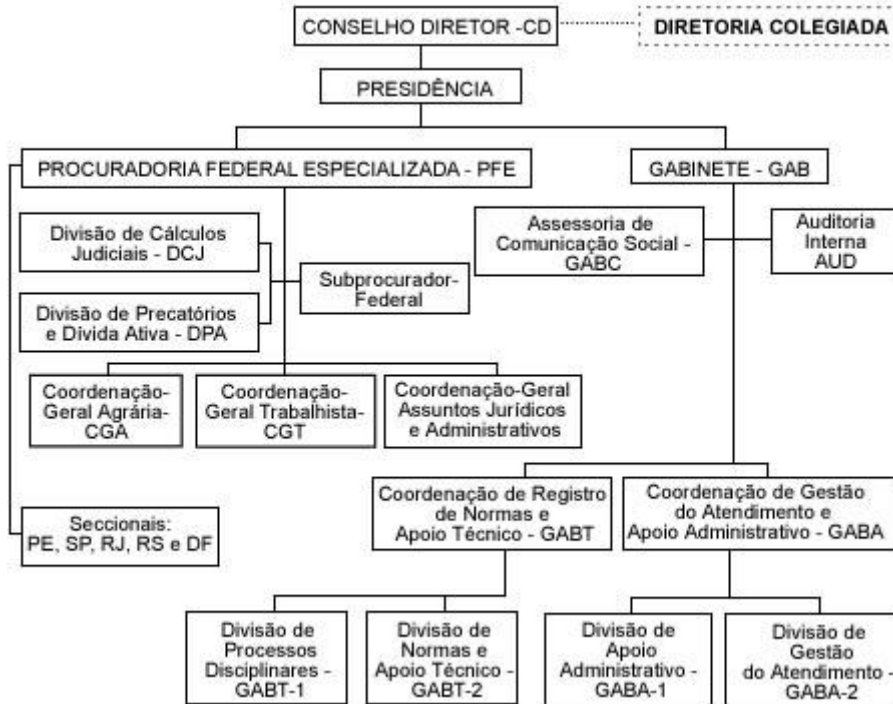 CONSELHO DIRETOR -CD
DIRETORIA COLEGIADA
PRESIDÊNCIA
PROCURADORIA FEDERAL ESPECIALIZADA - PFE
GABINETE - GAB
Divisão de Cálculos
Judiciais - DCJ
Divisão de Precatórios
e Dívida Ativa - DPA
Subprocurador-
Federal
Assessoria de
Comunicação Social -
GABC
Auditoria
Interna
AUD
Coordenação-
Geral Agrária-
CGA
Coordenação-
Geral Trabalhista-
CGT
Coordenação-Geral
Assuntos Jurídicos
e Administrativos
Seccionais:
PE, SP, RJ, RS e DF
Coordenação de Registro
de Normas e
Apoio Técnico - GABT
Coordenação de Gestão
do Atendimento e
Apoio Administrativo - GABA
Divisão de
Processos
Disciplinares -
GABT-1
Divisão de
Normas e
Apoio Técnico -
GABT-2
Divisão de
Apoio
Administrativo -
GABA-1
Divisão de
Gestão
do Atendimento -
GABA-2